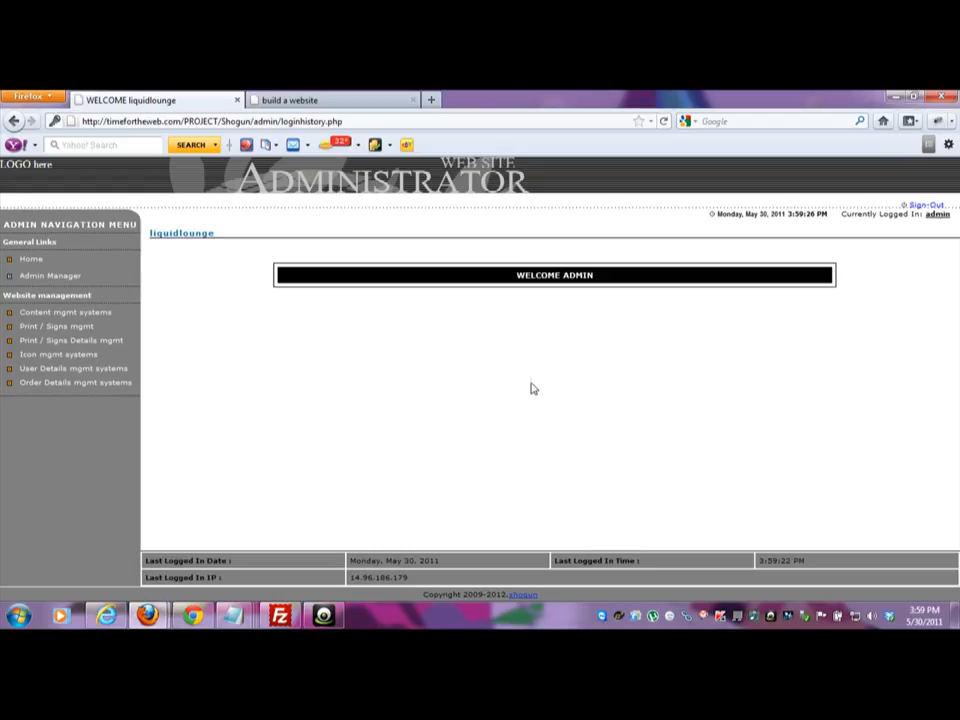 Firefox
WELCOME liquidlounge
build a website
http://timefortheweb.com/PROJECT/Shogun/admin/loginhistory.php
Google
Yahoo! Search
SEARCH
32°
LOGO here
WEB SITE
ADMINISTRATOR
Sign-Out
Monday, May 30, 2011 3:59:26 PM
Currently Logged In: admin
ADMIN NAVIGATION MENU
General Links
Home
Admin Manager
Website management
Content mgmt systems
Print / Signs mgmt
Print / Signs Details mgmt
Icon mgmt systems
User Details mgmt systems
Order Details mgmt systems
liquidlounge
WELCOME ADMIN
Last Logged In Date :
Monday, May 30, 2011
Last Logged In Time :
3:59:22 PM
Last Logged In IP :
14.96.186.179
Copyright 2009-2012.shogun
3:59 PM
5/30/2011